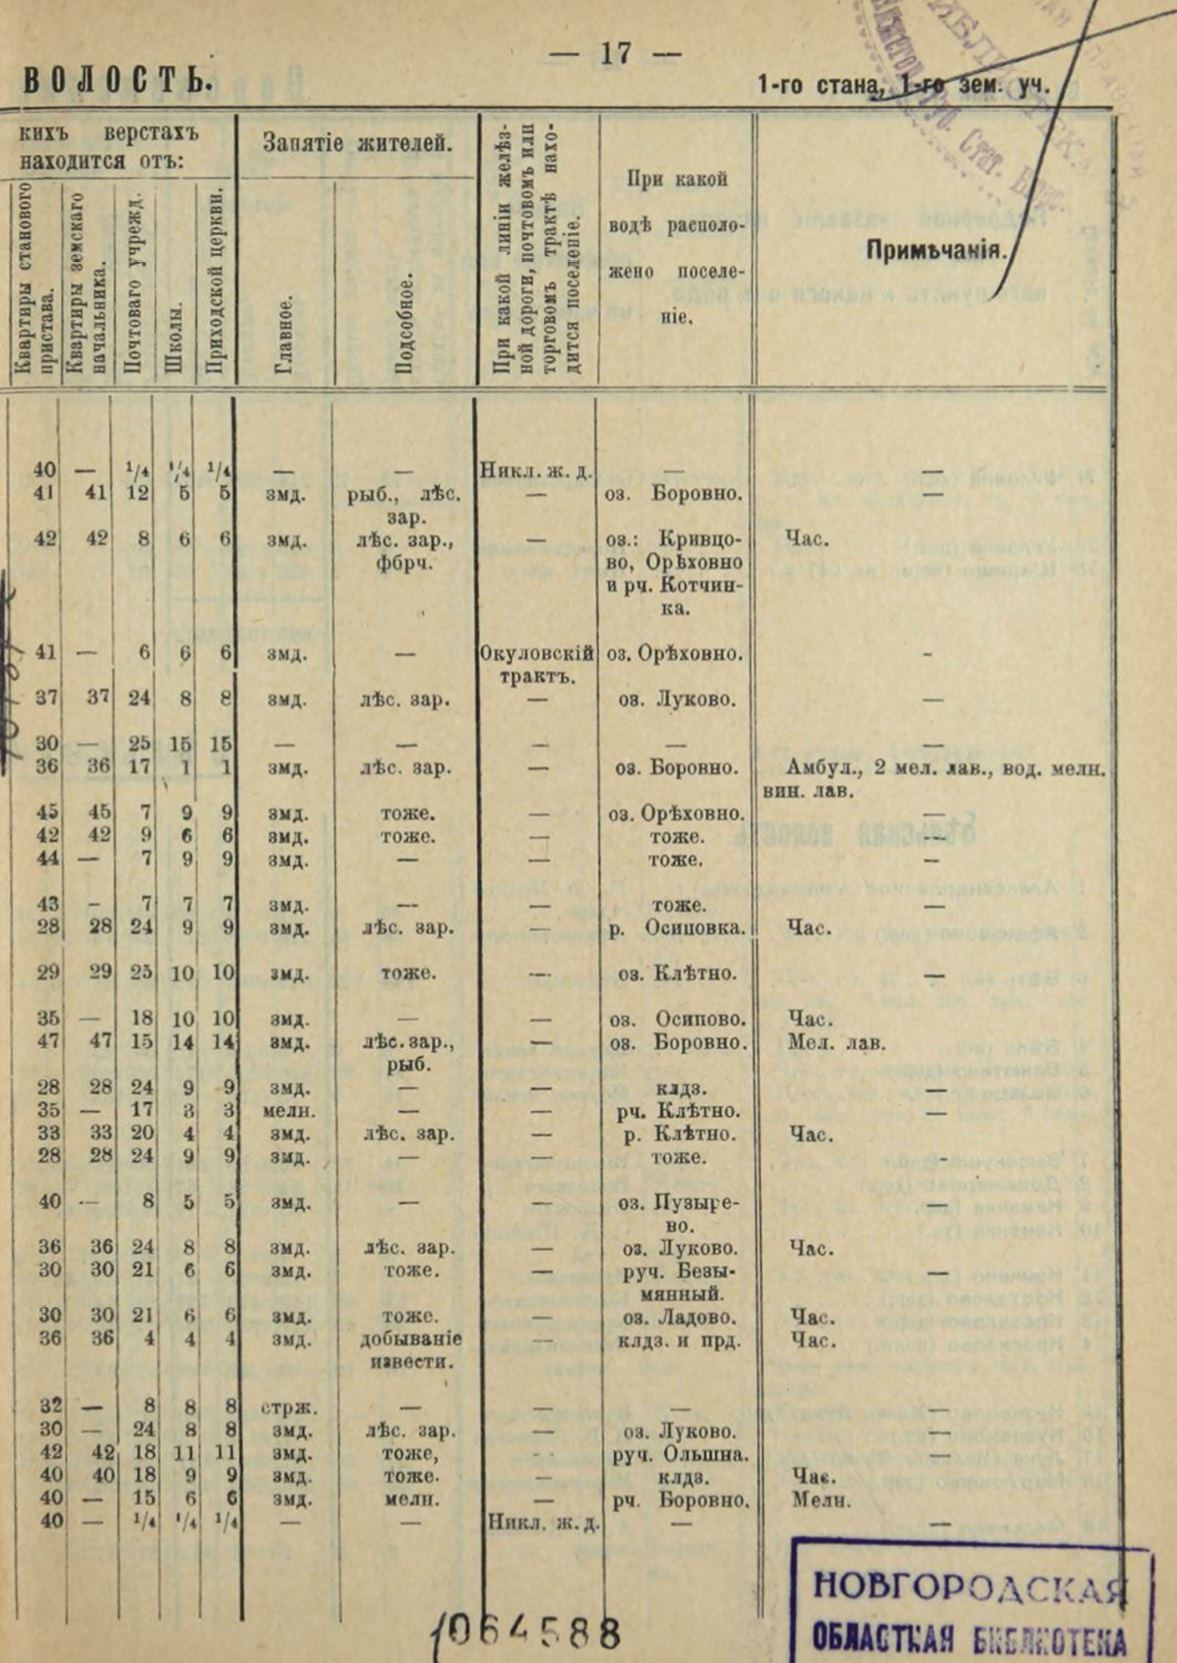 — 17 —
ВОЛОСТЬ.
1-го стана, 1-го зем. уч.
кихъ верстахъ находится отъ:
Занятіе жителей.
При какой линіи желѣзной дороги, почтовомъ или торговомъ трактѣ находится поселеніе.
При какой водѣ расположено поселеніе.
Примѣчанія.
Квартиры становового пристава.
Квартиры земскаго начальника.
Почтоваго учрежд.
Школы.
Приходской церкви.
Главное.
Подсобное.
40 — 1/4 1/4 1/4 — — Никл. ж. д. — —
41 41 12 5 5 змд. рыб., лѣс. — оз. Боровно. —
зар.
42 42 8 6 6 змд. лѣс. зар., — оз.: Кривцо- Час.
фбрч. во, Орѣховно
и рч. Котчин-
ка.
41 — 6 6 6 змд. — Окуловскій оз. Орѣховно. -
трактъ.
37 37 24 8 8 змд. лѣс. зар. — оз. Луково. —
30 — 25 15 15 — — — — —
36 36 17 1 1 змд. лѣс. зар. — оз. Боровно. Амбул., 2 мел. лав., вод. мелн.
вин. лав.
45 45 7 9 9 змд. тоже. — оз. Орѣховно. —
42 42 9 6 6 змд. тоже. — тоже. —
44 — 7 9 9 змд. — — тоже. —
43 - 7 7 7 змд. — — тоже. —
28 28 24 9 9 змд. лѣс. зар. — р. Осиповка. Час.
29 29 25 10 10 змд. тоже. — оз. Клѣтно. —
35 — 18 10 10 змд. — — оз. Осипово. Час.
47 47 15 14 14 змд. лѣс. зар., — оз. Боровно. Мел. лав.
рыб.
28 28 24 9 9 змд. — — клдз. —
35 — 17 3 3 мелн. — — рч. Клѣтно. —
33 33 20 4 4 змд. лѣс. зар. — р. Клѣтно. Час.
28 28 24 9 9 змд. — — тоже. -
40 — 8 5 5 змд. — — оз. Пузыре- —
во.
36 36 24 8 8 змд. лѣс. зар. — оз. Луково. Час.
30 30 21 6 6 змд. тоже. — руч. Безы- —
мянный.
30 30 21 6 6 змд. тоже. — оз. Ладово. Час.
36 36 4 4 4 змд. добываніе — клдз. и прд. Час.
извести.
32 — 8 8 8 стрж. — — — —
30 — 24 8 8 змд. лѣс. зар. — оз. Луково. —
42 42 18 11 11 змд. тоже, - - руч. Ольшна. —
40 40 18 9 9 змд. тоже. — клдз. Час.
40 — 15 6 6 змд. мелн. — рч. Боровно. Мелн.
40 — 1/4 1/4 1/4 — — Никл. ж. д. — —
1064588
НОВГОРОДСКАЯ
ОБЛАСТНАЯ БИБЛИОТЕКА